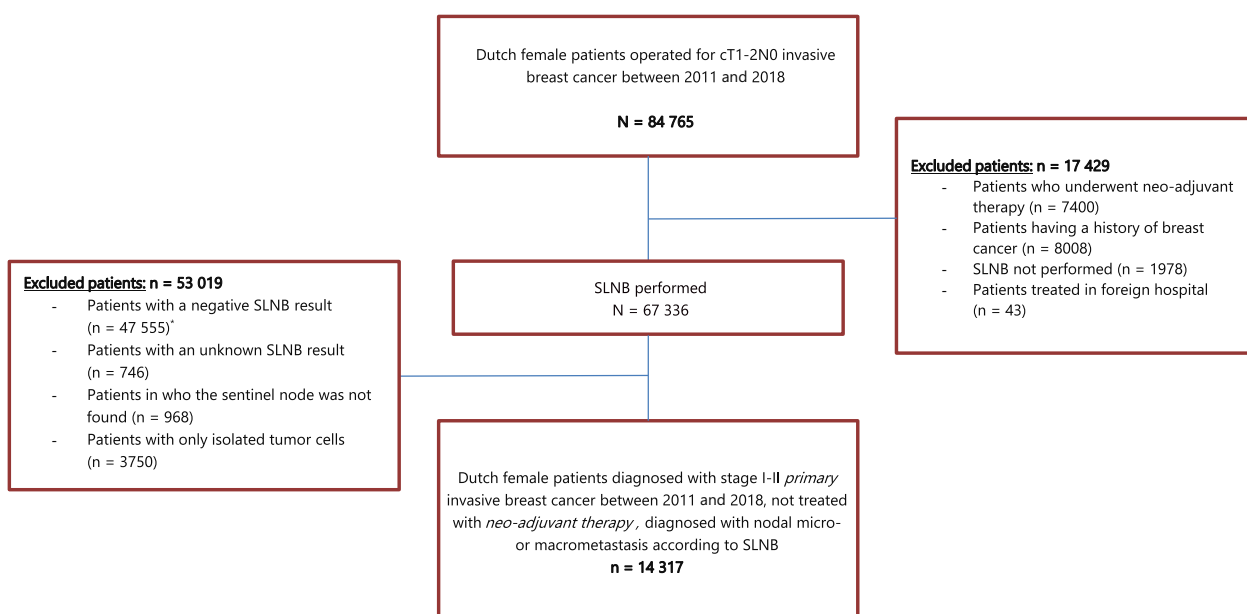 Dutch female patients operated for cT1-2N0 invasive
breast cancer between 2011 and 2018
N = 84 765
Excluded patients: n = 17 429
- Patients who underwent neo-adjuvant
therapy (n = 7400)
- Patients having a history of breast
cancer (n = 8008)
- SLNB not performed (n = 1978)
- Patients treated in foreign hospital
(n = 43)
SLNB performed
N = 67 336
Excluded patients: n = 53 019
- Patients with a negative SLNB result
(n = 47 555)*
- Patients with an unknown SLNB result
(n = 746)
- Patients in who the sentinel node was not
found (n = 968)
- Patients with only isolated tumor cells
(n = 3750)
Dutch female patients diagnosed with stage I-II primary
invasive breast cancer between 2011 and 2018, not treated
with neo-adjuvant therapy, diagnosed with nodal micro-
or macrometastasis according to SLNB
n = 14 317